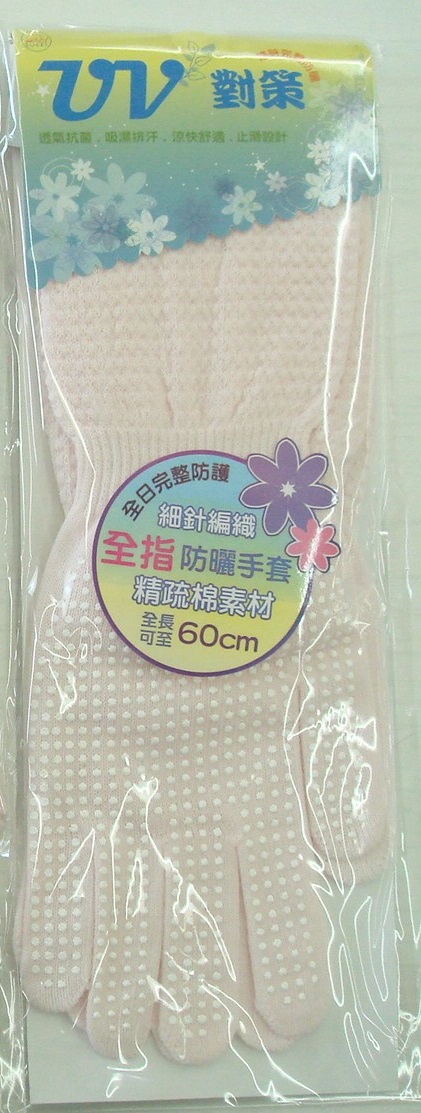 UV 對策
透氣抗菌．吸濕排汗．涼快舒適．止滑設計
全日完整防護
細針編織
全指防曬手套
精疏棉素材
全長
可至 60cm